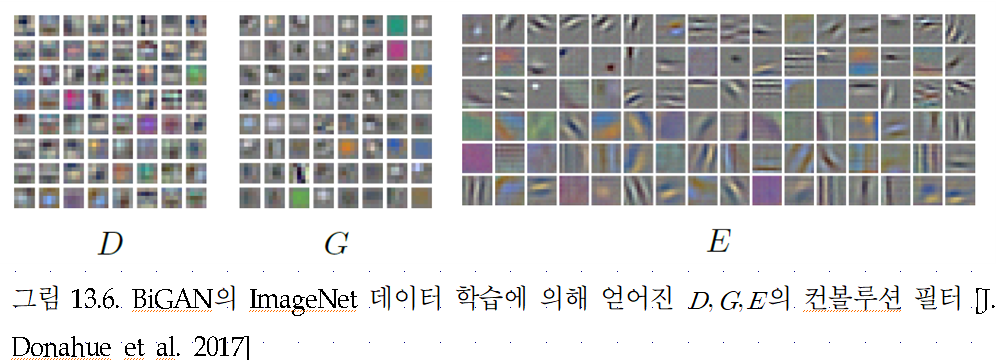 D G E
그림 13.6. BiGAN의 ImageNet 데이터 학습에 의해 얻어진 D, G, E의 컨볼루션 필터 [J.
Donahue et al. 2017]